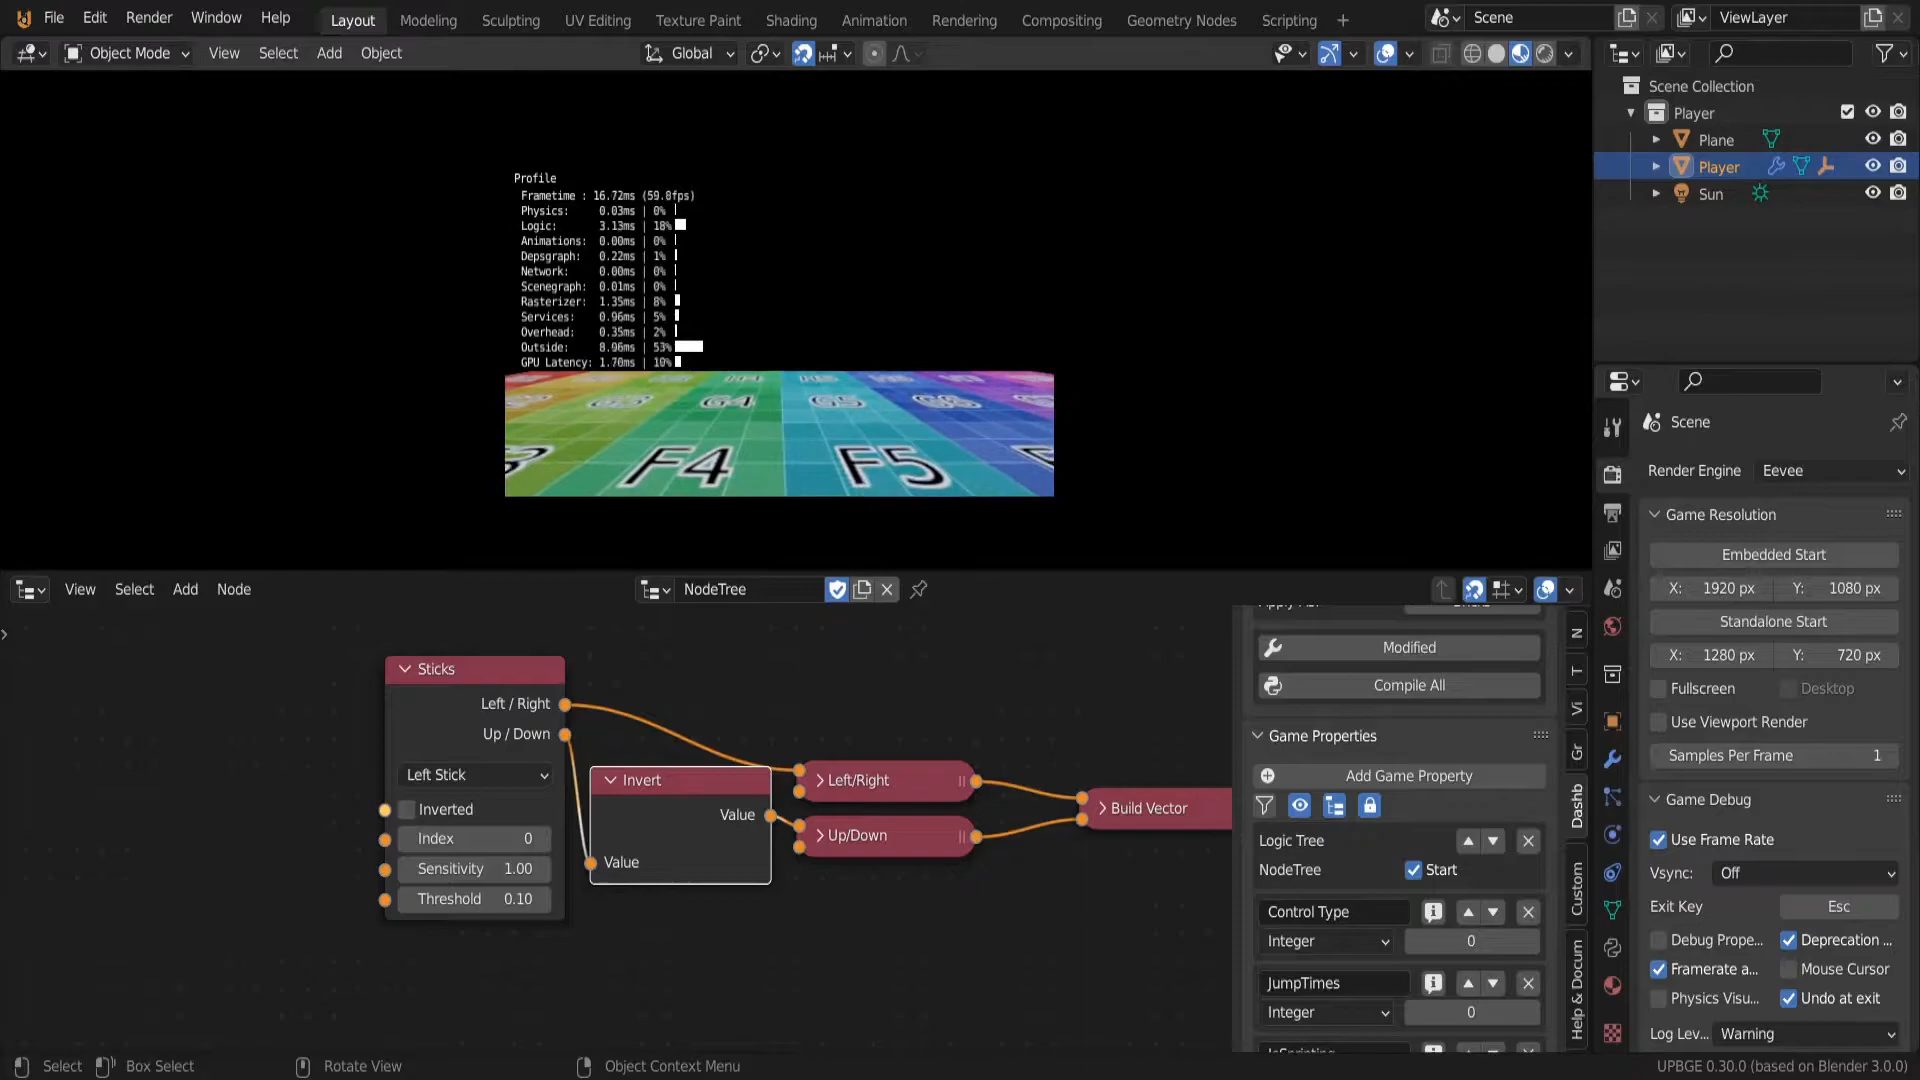 File Edit Render Window Help Layout Modeling Sculpting UV Editing Texture Paint Shading Animation Rendering Compositing Geometry Nodes Scripting + Scene ViewLayer
Object Mode View Select Add Object Global
Scene Collection
Player
Plane
Player
Sun
Profile
Frametime : 16.72ms (59.8fps)
Physics: 0.03ms | 0%
Logic: 3.13ms | 18%
Animations: 0.00ms | 0%
Depsgraph: 0.22ms | 1%
Network: 0.00ms | 0%
Scenegraph: 0.01ms | 0%
Rasterizer: 1.35ms | 8%
Services: 0.96ms | 5%
Overhead: 0.35ms | 2%
Outside: 8.96ms | 53%
GPU Latency: 1.70ms | 10%
G4 G5 G6
F4 F5
Scene
Render Engine Eevee
Game Resolution
Embedded Start
X: 1920 px Y: 1080 px
Standalone Start
X: 1280 px Y: 720 px
Fullscreen Desktop
Use Viewport Render
Samples Per Frame 1
Game Debug
Use Frame Rate
Vsync: Off
Exit Key Esc
Debug Prope... Deprecation ...
Framerate a... Mouse Cursor
Physics Visu... Undo at exit
Log Lev... Warning
View Select Add Node NodeTree
Sticks
Left / Right
Up / Down
Left Stick
Inverted
Index 0
Sensitivity 1.00
Threshold 0.10
Invert
Value
Value
Left/Right
Up/Down
Build Vector
Modified
Compile All
Game Properties
Add Game Property
Logic Tree
NodeTree Start
Control Type
Integer 0
JumpTimes
Integer 0
N
T
Vi
Gr
Dashb
Custom
Help & Docum
Select Box Select Rotate View Object Context Menu UPBGE 0.30.0 (based on Blender 3.0.0)